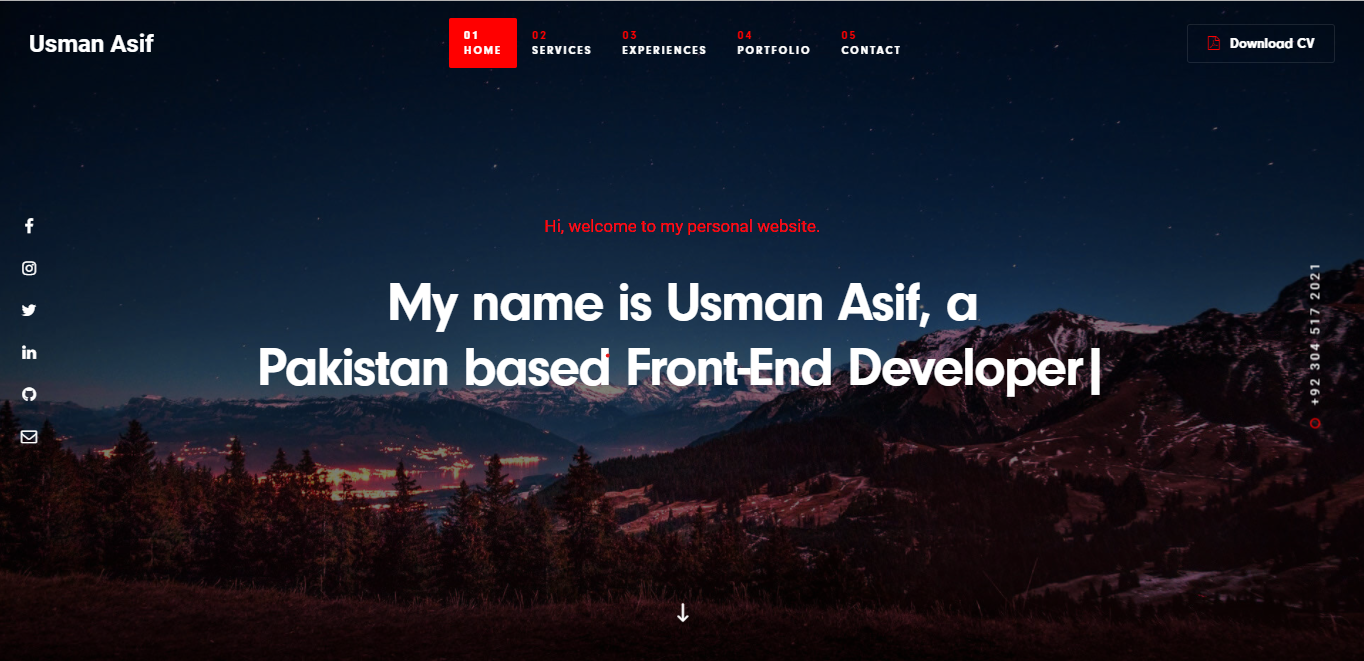 Usman Asif
01
HOME
02
SERVICES
03
EXPERIENCES
04
PORTFOLIO
05
CONTACT
Download CV
Hi, welcome to my personal website.
My name is Usman Asif, a
Pakistan based Front-End Developer|
+92 304 517 2021